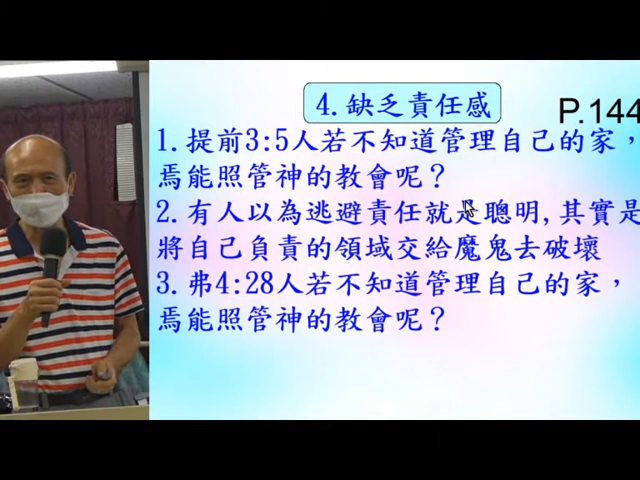 4.缺乏責任感
P.144
1.提前3:5人若不知道管理自己的家，
焉能照管神的教會呢？
2.有人以為逃避責任就是聰明,其實是
將自己負責的領域交給魔鬼去破壞
3.弗4:28人若不知道管理自己的家，
焉能照管神的教會呢？